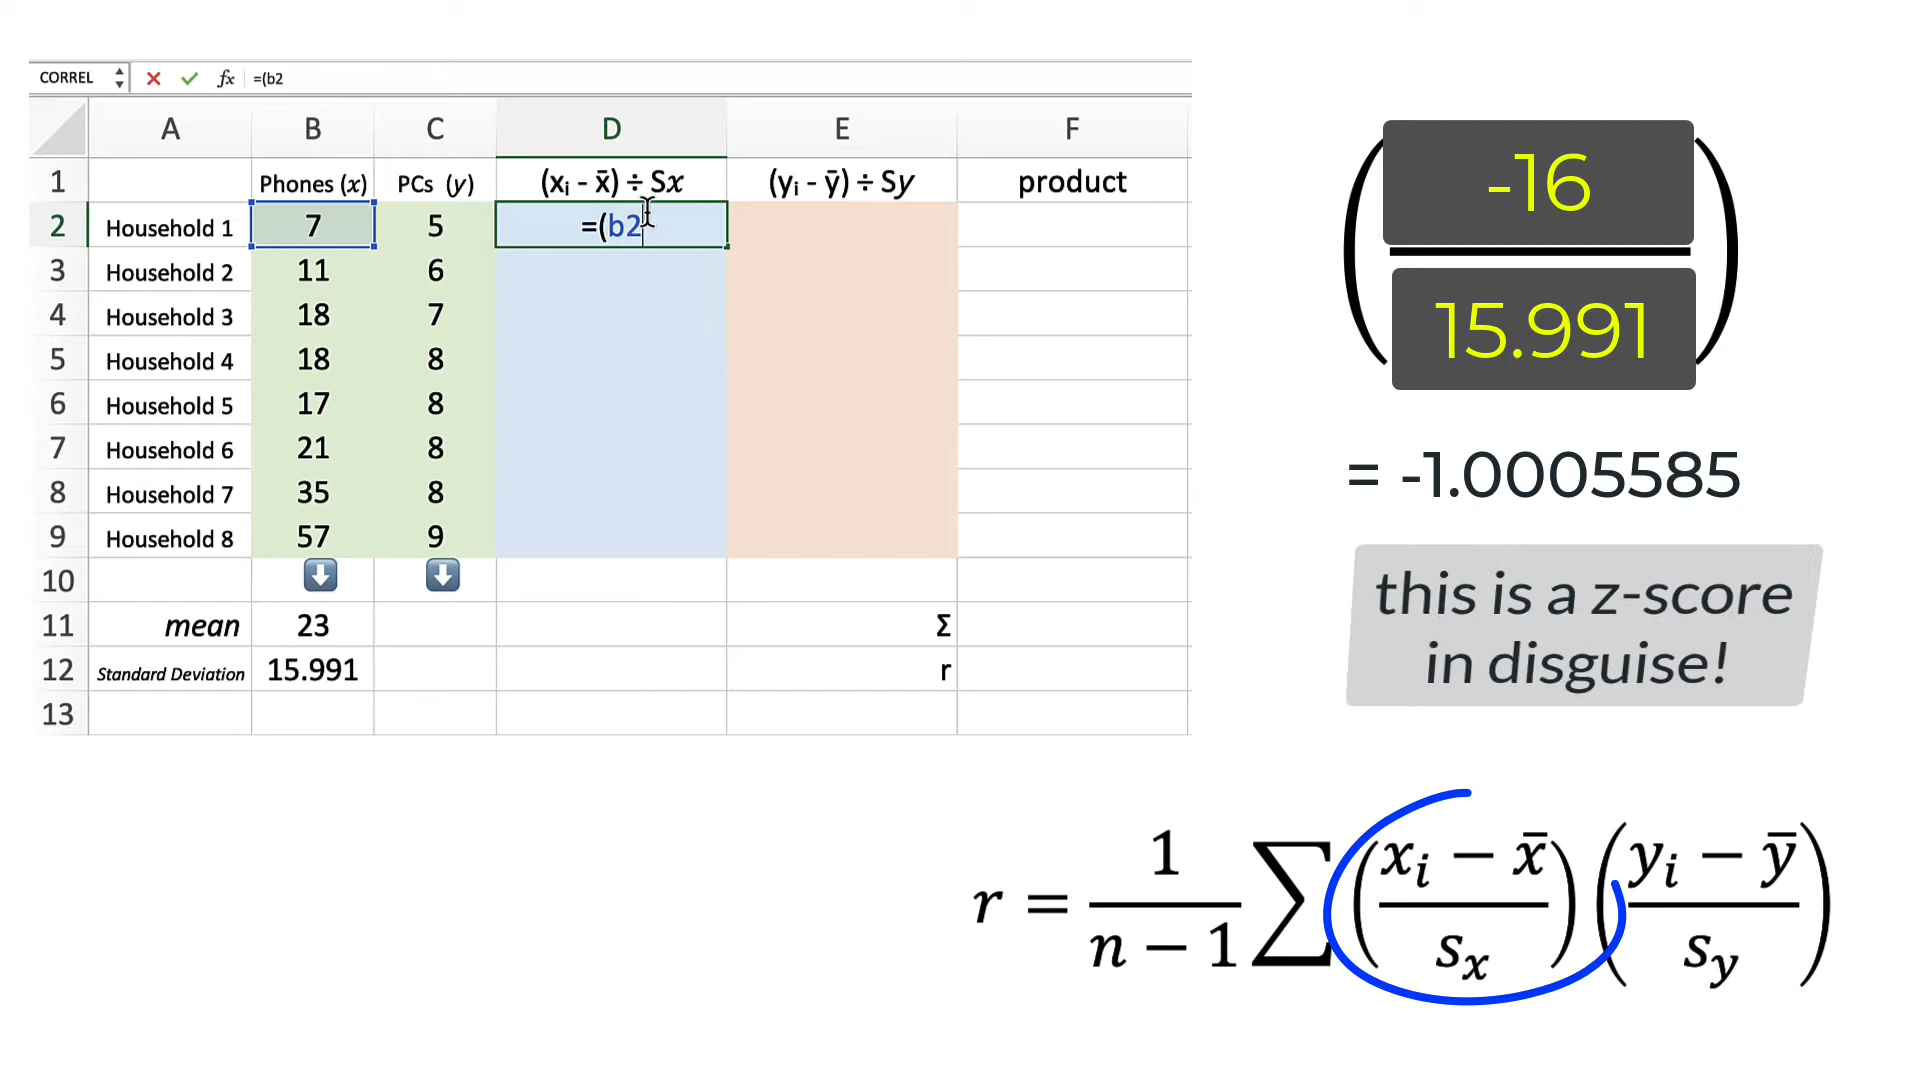 CORREL fx =(b2
A B C D E F
1 Phones (x) PCs (y) (xᵢ - x̄) ÷ Sx (yᵢ - ȳ) ÷ Sy product
2 Household 1 7 5 =(b2
3 Household 2 11 6
4 Household 3 18 7
5 Household 4 18 8
6 Household 5 17 8
7 Household 6 21 8
8 Household 7 35 8
9 Household 8 57 9
10
11 mean 23 Σ
12 Standard Deviation 15.991 r
13
-16
15.991
= -1.0005585
this is a z-score
in disguise!
r = 1/(n − 1) ∑ ((xᵢ − x̄)/sₓ) ((yᵢ − ȳ)/s_y)